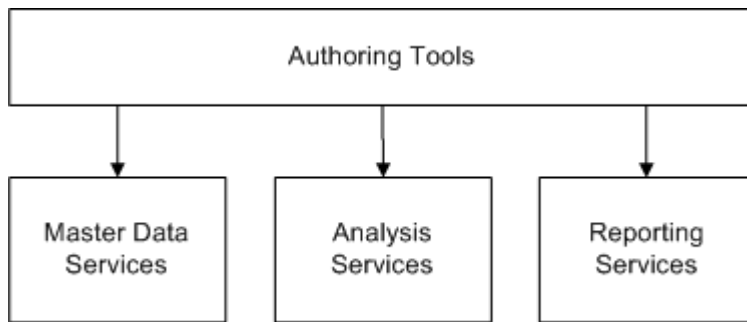 Authoring Tools
Master Data
Services
Analysis
Services
Reporting
Services